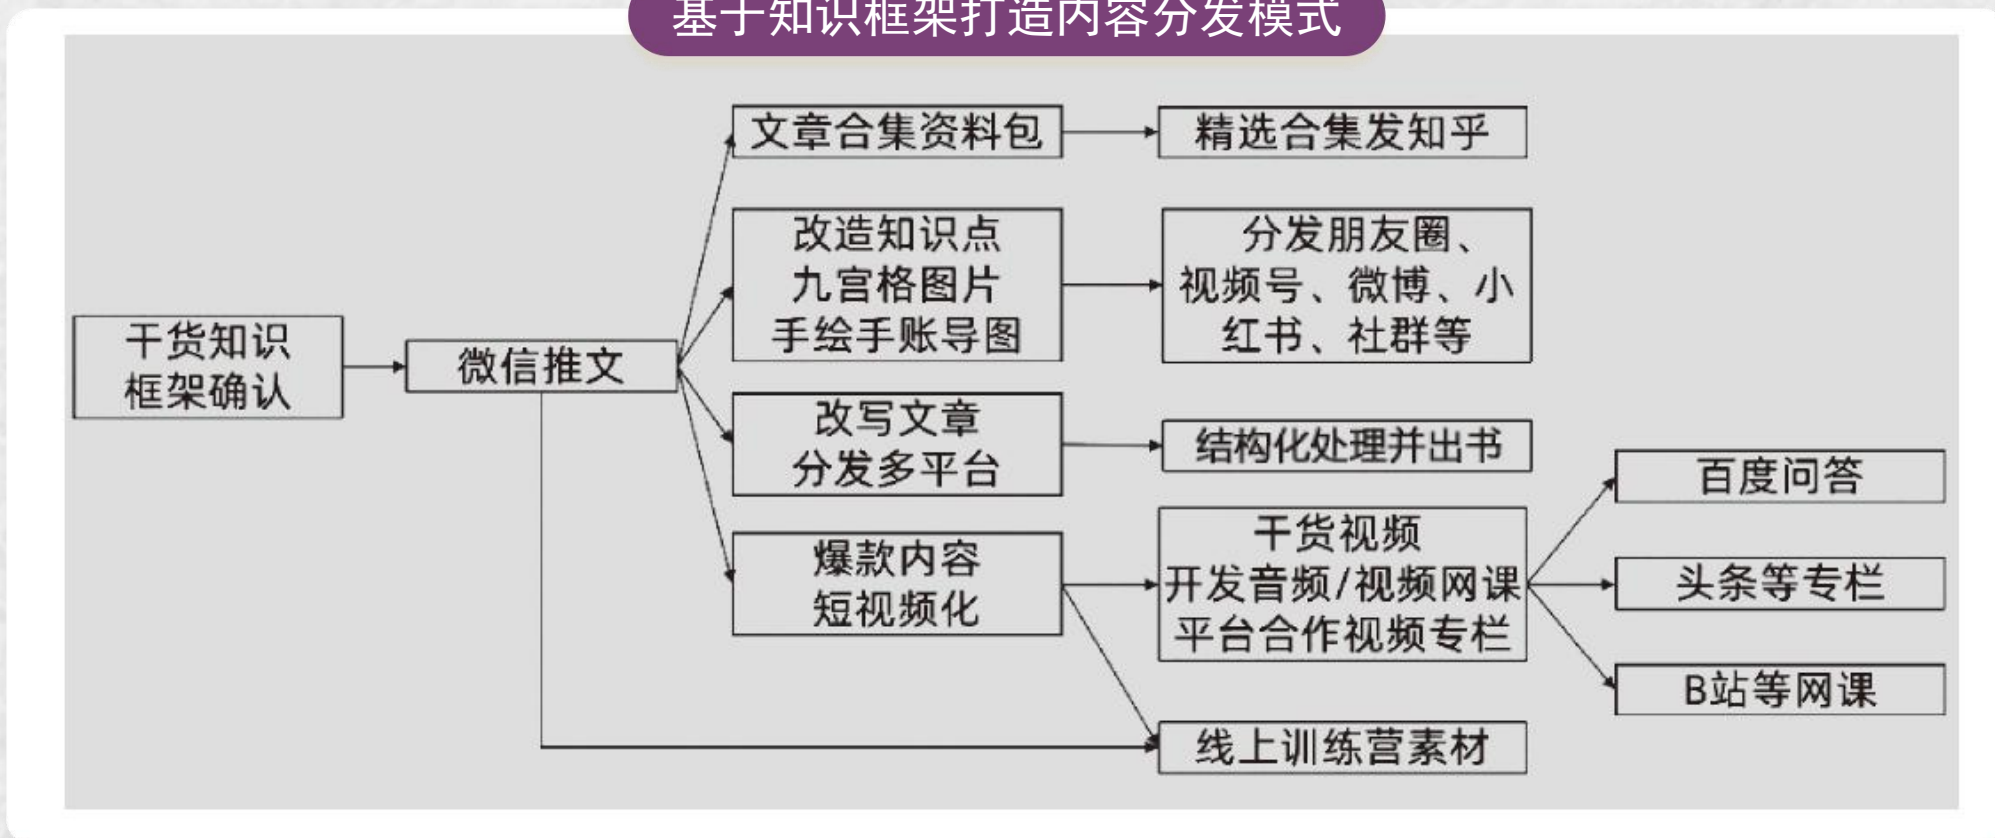 基于知识框架打造内容分发模式
干货知识
框架确认
微信推文
文章合集资料包
精选合集发知乎
改造知识点
九宫格图片
手绘手账导图
分发朋友圈、
视频号、微博、小
红书、社群等
改写文章
分发多平台
结构化处理并出书
爆款内容
短视频化
干货视频
开发音频/视频网课
平台合作视频专栏
线上训练营素材
百度问答
头条等专栏
B站等网课